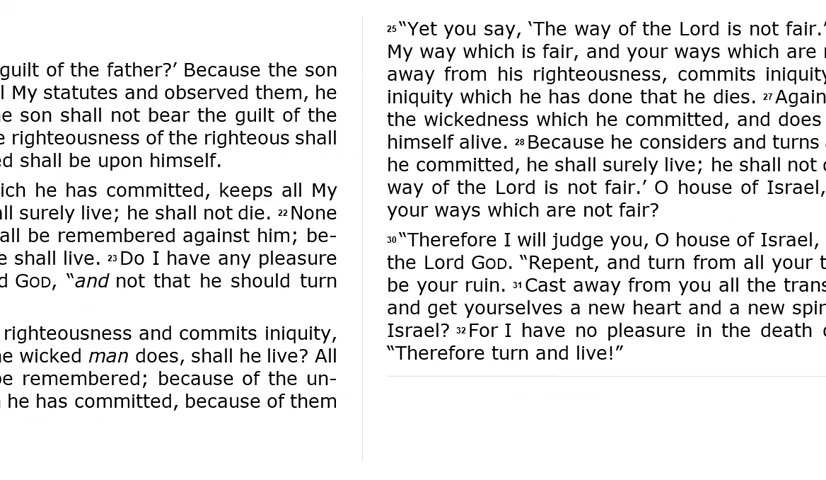 guilt of the father?’ Because the son
My statutes and observed them, he
son shall not bear the guilt of the
righteousness of the righteous shall
shall be upon himself.
he has committed, keeps all My
surely live; he shall not die. 22 None
be remembered against him; be-
shall live. 23 Do I have any pleasure
GOD, “and not that he should turn
righteousness and commits iniquity,
wicked man does, shall he live? All
remembered; because of the un-
he has committed, because of them
25 “Yet you say, ‘The way of the Lord is not fair.’
My way which is fair, and your ways which are
away from his righteousness, commits iniquity
iniquity which he has done that he dies. 27 Again
the wickedness which he committed, and does
himself alive. 28 Because he considers and turns
he committed, he shall surely live; he shall not
way of the Lord is not fair.’ O house of Israel,
your ways which are not fair?
30 “Therefore I will judge you, O house of Israel,
the Lord GOD. “Repent, and turn from all your
be your ruin. 31 Cast away from you all the
and get yourselves a new heart and a new
Israel? 32 For I have no pleasure in the death
“Therefore turn and live!”